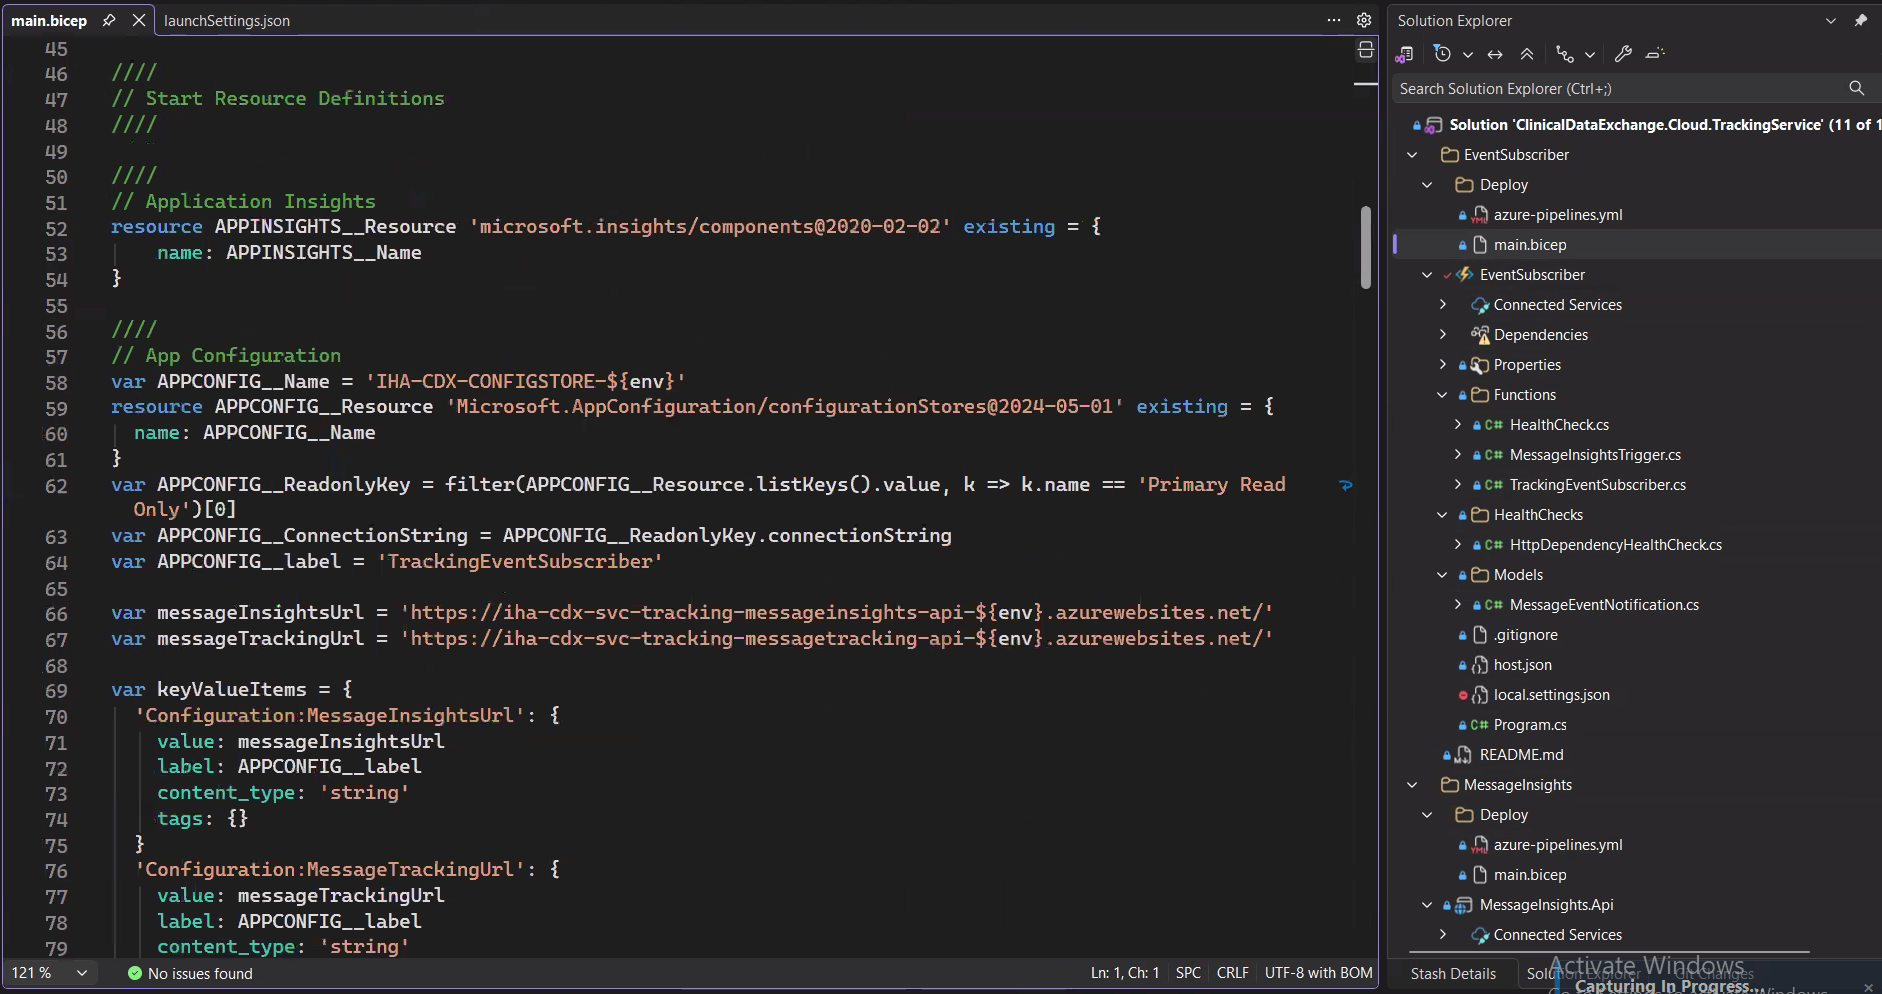 main.bicep
launchSettings.json
45
46 ////
47 // Start Resource Definitions
48 ////
49
50 ////
51 // Application Insights
52 resource APPINSIGHTS__Resource 'microsoft.insights/components@2020-02-02' existing = {
53 name: APPINSIGHTS__Name
54 }
55
56 ////
57 // App Configuration
58 var APPCONFIG__Name = 'IHA-CDX-CONFIGSTORE-${env}'
59 resource APPCONFIG__Resource 'Microsoft.AppConfiguration/configurationStores@2024-05-01' existing = {
60 name: APPCONFIG__Name
61 }
62 var APPCONFIG__ReadonlyKey = filter(APPCONFIG__Resource.listKeys().value, k => k.name == 'Primary Read
Only')[0]
63 var APPCONFIG__ConnectionString = APPCONFIG__ReadonlyKey.connectionString
64 var APPCONFIG__label = 'TrackingEventSubscriber'
65
66 var messageInsightsUrl = 'https://iha-cdx-svc-tracking-messageinsights-api-${env}.azurewebsites.net/'
67 var messageTrackingUrl = 'https://iha-cdx-svc-tracking-messagetracking-api-${env}.azurewebsites.net/'
68
69 var keyValueItems = {
70 'Configuration:MessageInsightsUrl': {
71 value: messageInsightsUrl
72 label: APPCONFIG__label
73 content_type: 'string'
74 tags: {}
75 }
76 'Configuration:MessageTrackingUrl': {
77 value: messageTrackingUrl
78 label: APPCONFIG__label
79 content_type: 'string'
121 %
No issues found
Ln: 1, Ch: 1
SPC
CRLF
UTF-8 with BOM
Solution Explorer
Search Solution Explorer (Ctrl+;)
Solution 'ClinicalDataExchange.Cloud.TrackingService' (11 of 1
EventSubscriber
Deploy
azure-pipelines.yml
main.bicep
EventSubscriber
Connected Services
Dependencies
Properties
Functions
C# HealthCheck.cs
C# MessageInsightsTrigger.cs
C# TrackingEventSubscriber.cs
HealthChecks
C# HttpDependencyHealthCheck.cs
Models
C# MessageEventNotification.cs
.gitignore
host.json
local.settings.json
C# Program.cs
README.md
MessageInsights
Deploy
azure-pipelines.yml
main.bicep
MessageInsights.Api
Connected Services
Stash Details
Solution Explorer
Git Changes
Activate Windows
Capturing In Progress...